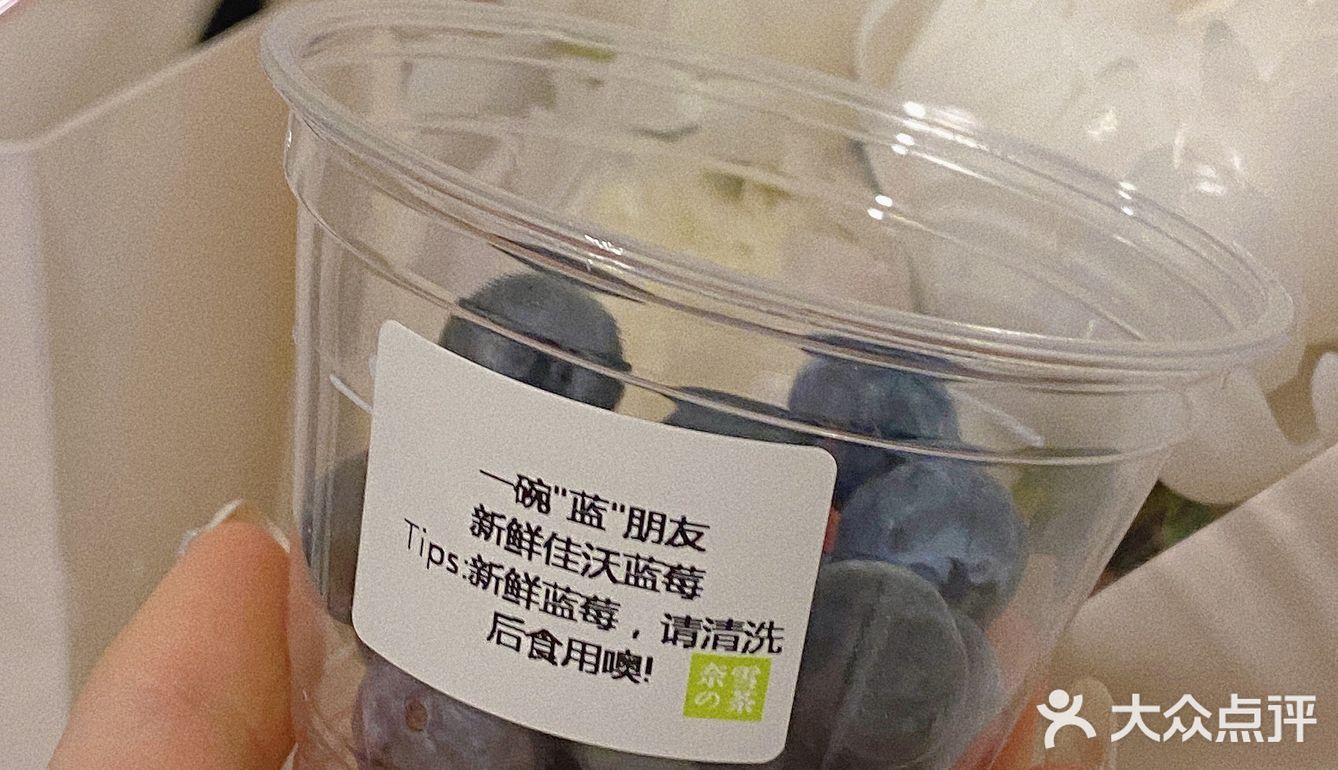 一碗"蓝"朋友
新鲜佳沃蓝莓
Tips:新鲜蓝莓，请清洗
后食用噢!
奈雪
の茶
大众点评